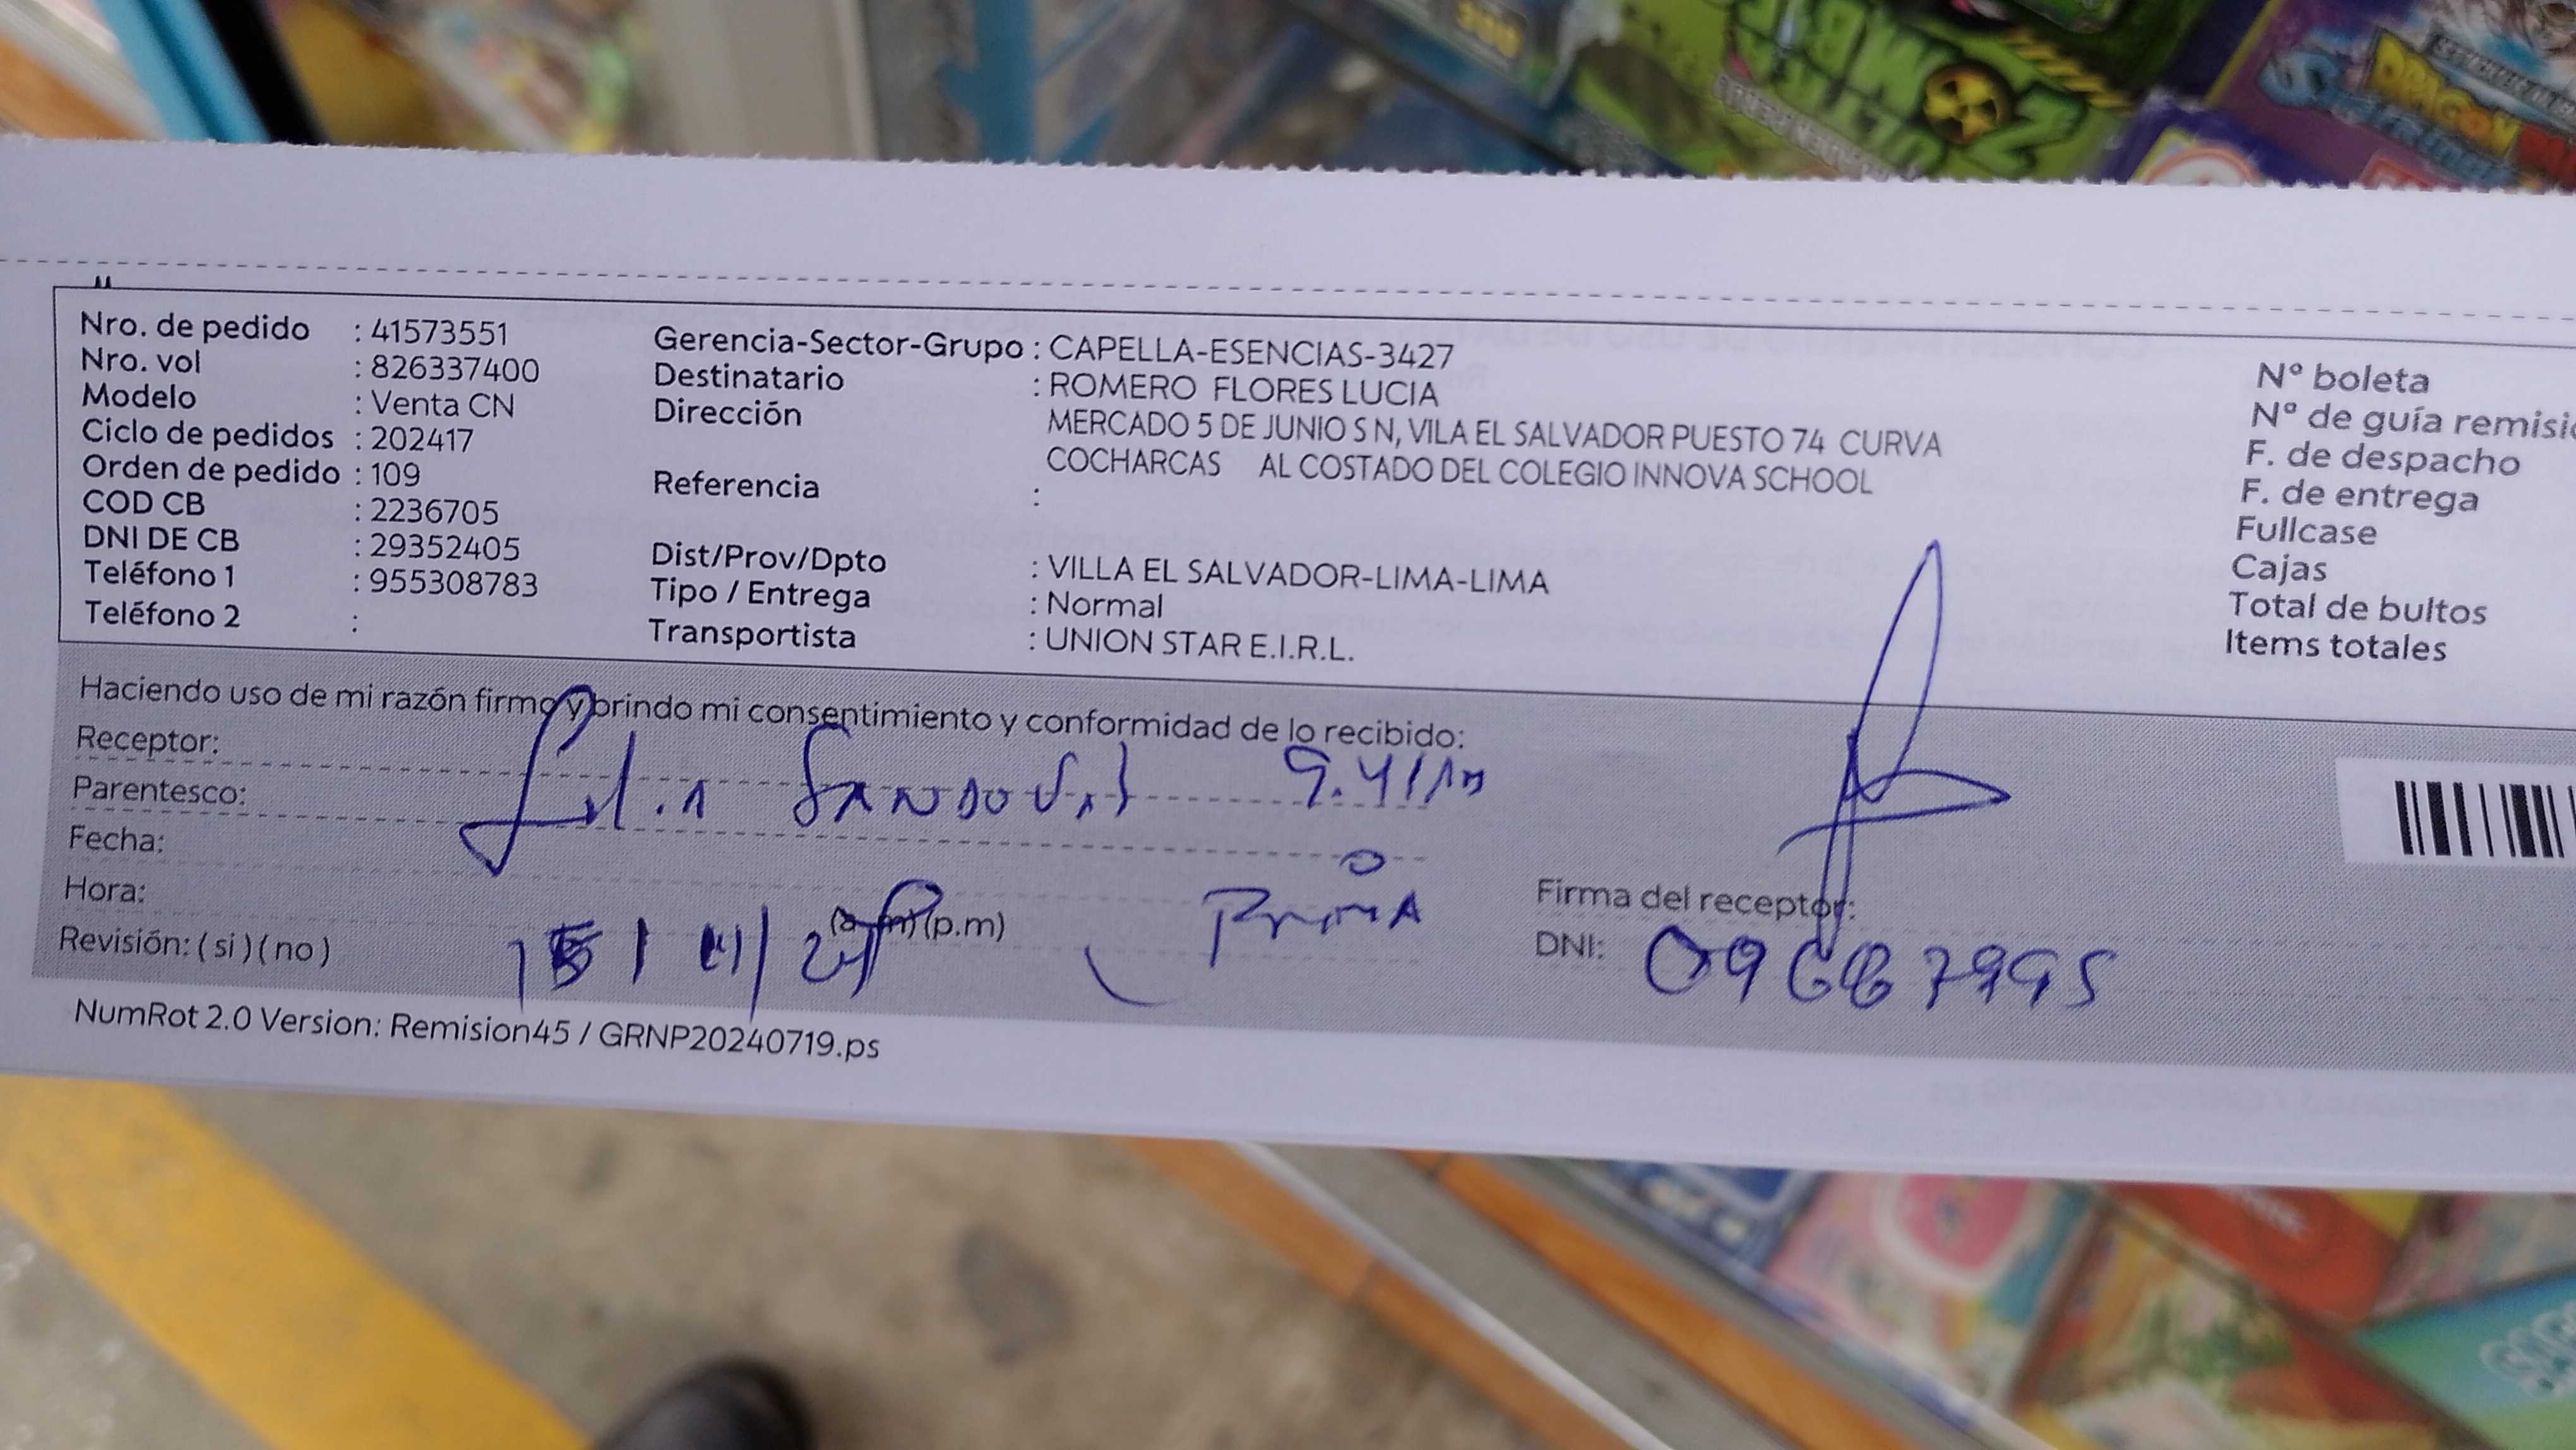 ULTRA
ZOMBI
DRAGON
Nro. de pedido : 41573551
Nro. vol : 826337400
Modelo : Venta CN
Ciclo de pedidos : 202417
Orden de pedido : 109
COD CB : 2236705
DNI DE CB : 29352405
Teléfono 1 : 955308783
Teléfono 2 :
Gerencia-Sector-Grupo : CAPELLA-ESENCIAS-3427
Destinatario : ROMERO FLORES LUCIA
Dirección MERCADO 5 DE JUNIO S N, VILA EL SALVADOR PUESTO 74 CURVA
COCHARCAS AL COSTADO DEL COLEGIO INNOVA SCHOOL
Referencia :
Dist/Prov/Dpto : VILLA EL SALVADOR-LIMA-LIMA
Tipo / Entrega : Normal
Transportista : UNION STAR E.I.R.L.
Nº boleta
Nº de guía remisi
F. de despacho
F. de entrega
Fullcase
Cajas
Total de bultos
Items totales
Haciendo uso de mi razón firmo y brindo mi consentimiento y conformidad de lo recibido:
Receptor:
Parentesco: SANDOVAL
Fecha:
Hora: (a.m)(p.m)
Revisión: (si)(no)
Firma del receptor:
DNI:
NumRot 2.0 Version: Remision45 / GRNP20240719.ps